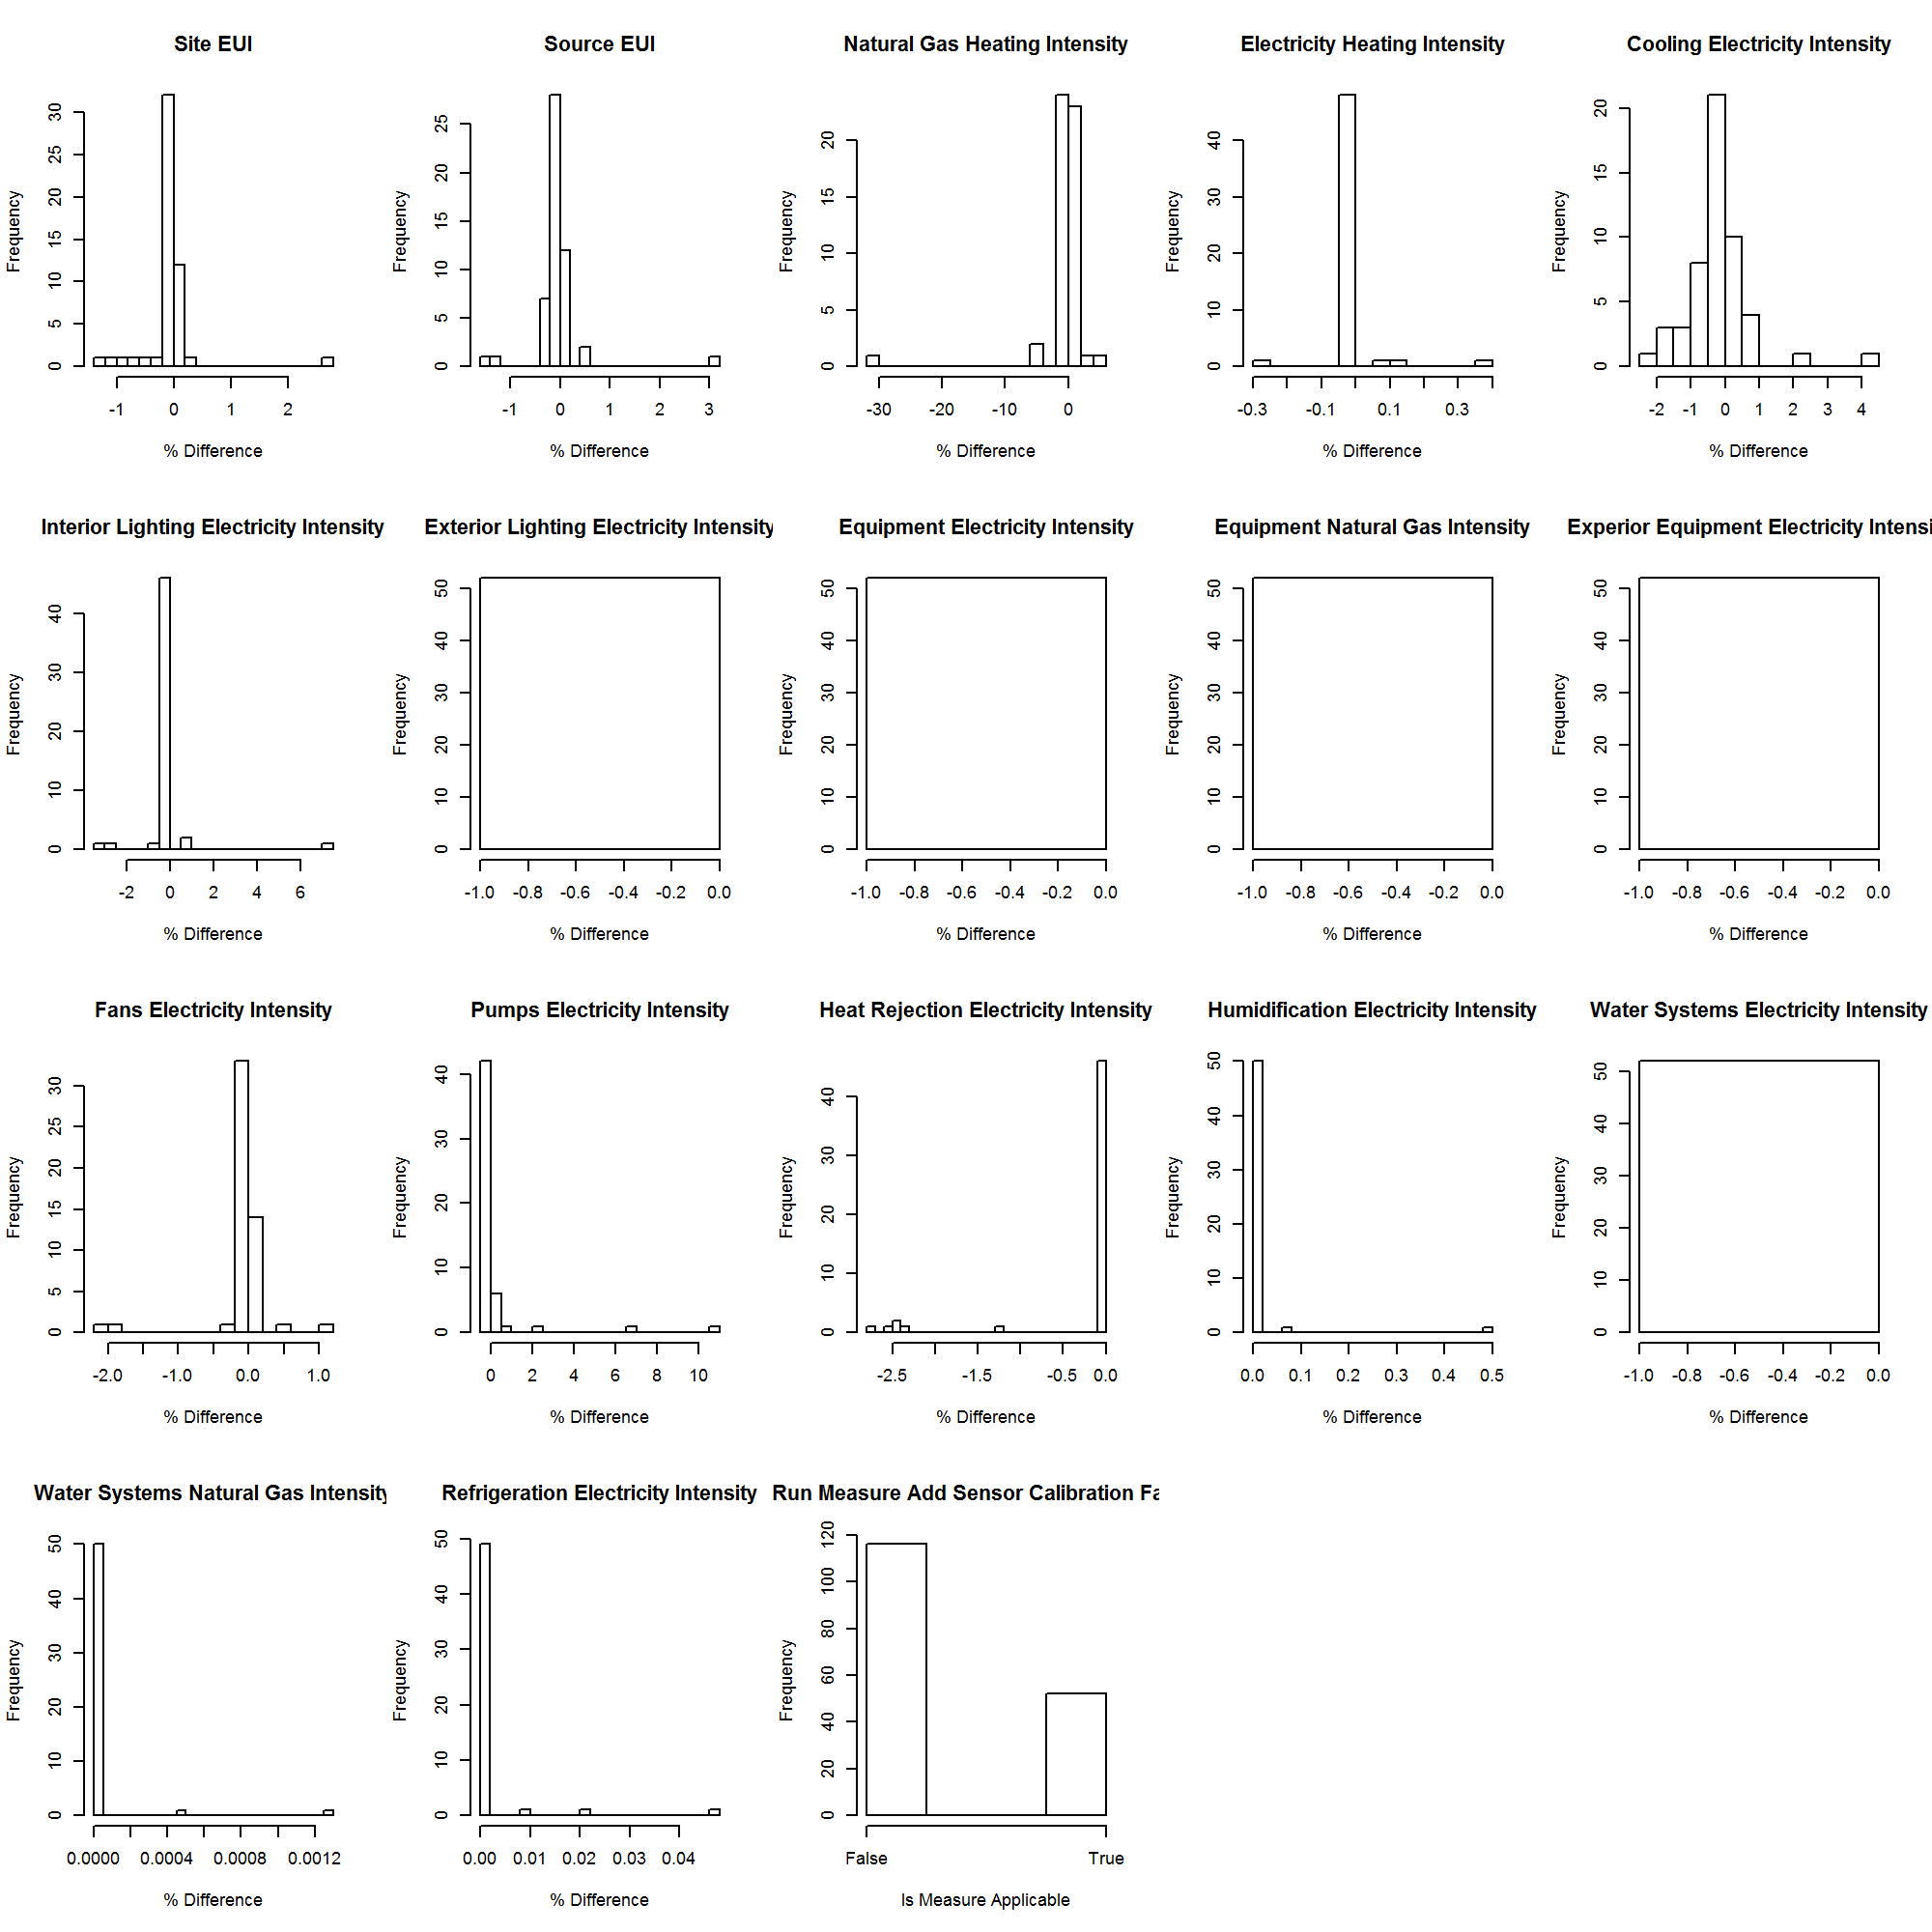 Site EUI
Frequency
0 5 10 15 20 25 30
-1 0 1 2
% Difference
Source EUI
Frequency
0 5 10 15 20 25
-1 0 1 2 3
% Difference
Natural Gas Heating Intensity
Frequency
0 5 10 15 20
-30 -20 -10 0
% Difference
Electricity Heating Intensity
Frequency
0 10 20 30 40
-0.3 -0.1 0.1 0.3
% Difference
Cooling Electricity Intensity
Frequency
0 5 10 15 20
-2 -1 0 1 2 3 4
% Difference
Interior Lighting Electricity Intensity
Frequency
0 10 20 30 40
-2 0 2 4 6
% Difference
Exterior Lighting Electricity Intensity
Frequency
0 10 20 30 40 50
-1.0 -0.8 -0.6 -0.4 -0.2 0.0
% Difference
Equipment Electricity Intensity
Frequency
0 10 20 30 40 50
-1.0 -0.8 -0.6 -0.4 -0.2 0.0
% Difference
Equipment Natural Gas Intensity
Frequency
0 10 20 30 40 50
-1.0 -0.8 -0.6 -0.4 -0.2 0.0
% Difference
Experior Equipment Electricity Intensi
Frequency
0 10 20 30 40 50
-1.0 -0.8 -0.6 -0.4 -0.2 0.0
% Difference
Fans Electricity Intensity
Frequency
0 5 10 15 20 25 30
-2.0 -1.0 0.0 1.0
% Difference
Pumps Electricity Intensity
Frequency
0 10 20 30 40
0 2 4 6 8 10
% Difference
Heat Rejection Electricity Intensity
Frequency
0 10 20 30 40
-2.5 -1.5 -0.5 0.0
% Difference
Humidification Electricity Intensity
Frequency
0 10 20 30 40 50
0.0 0.1 0.2 0.3 0.4 0.5
% Difference
Water Systems Electricity Intensity
Frequency
0 10 20 30 40 50
-1.0 -0.8 -0.6 -0.4 -0.2 0.0
% Difference
Water Systems Natural Gas Intensity
Frequency
0 10 20 30 40 50
0.0000 0.0004 0.0008 0.0012
% Difference
Refrigeration Electricity Intensity
Frequency
0 10 20 30 40 50
0.00 0.01 0.02 0.03 0.04
% Difference
Run Measure Add Sensor Calibration Fa
Frequency
0 20 40 60 80 100 120
False True
Is Measure Applicable